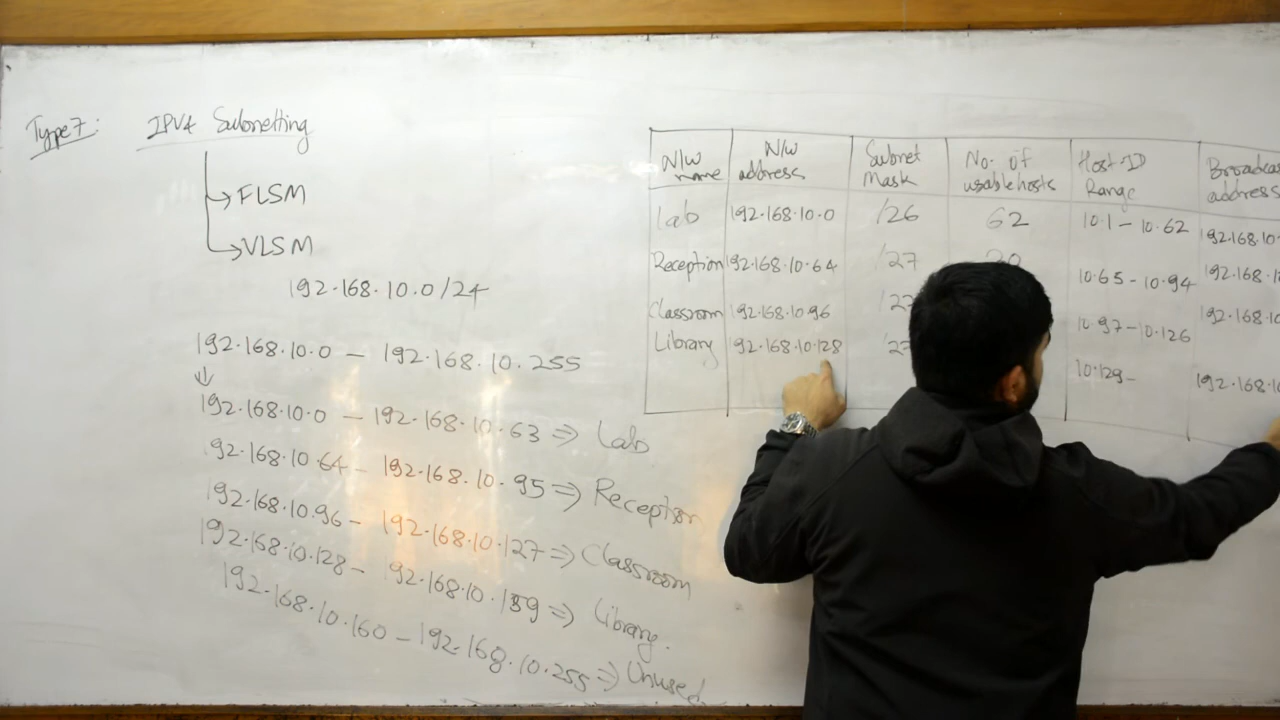 Type7:
IPV4 Subnetting
FLSM
VLSM
192.168.10.0/24
192.168.10.0 – 192.168.10.255
192.168.10.0 – 192.168.10.63 ⇒ Lab
192.168.10.64 – 192.168.10.95 ⇒ Reception
192.168.10.96 – 192.168.10.127 ⇒ Classroom
192.168.10.128 – 192.168.10.159 ⇒ Library.
192.168.10.160 – 192.168.10.255 ⇒ Unused
N/w name N/w address Subnet Mask No. of usable hosts Host ID Range address
Lab 192.168.10.0 /26 62 10.1 – 10.62 192.168.10
Reception 192.168.10.64 /27 10.65 – 10.94 192.168.
Classroom 192.168.10.96 10.97 – 10.126 192.168.10
Library 192.168.10.128 10.129 – 192.168.10